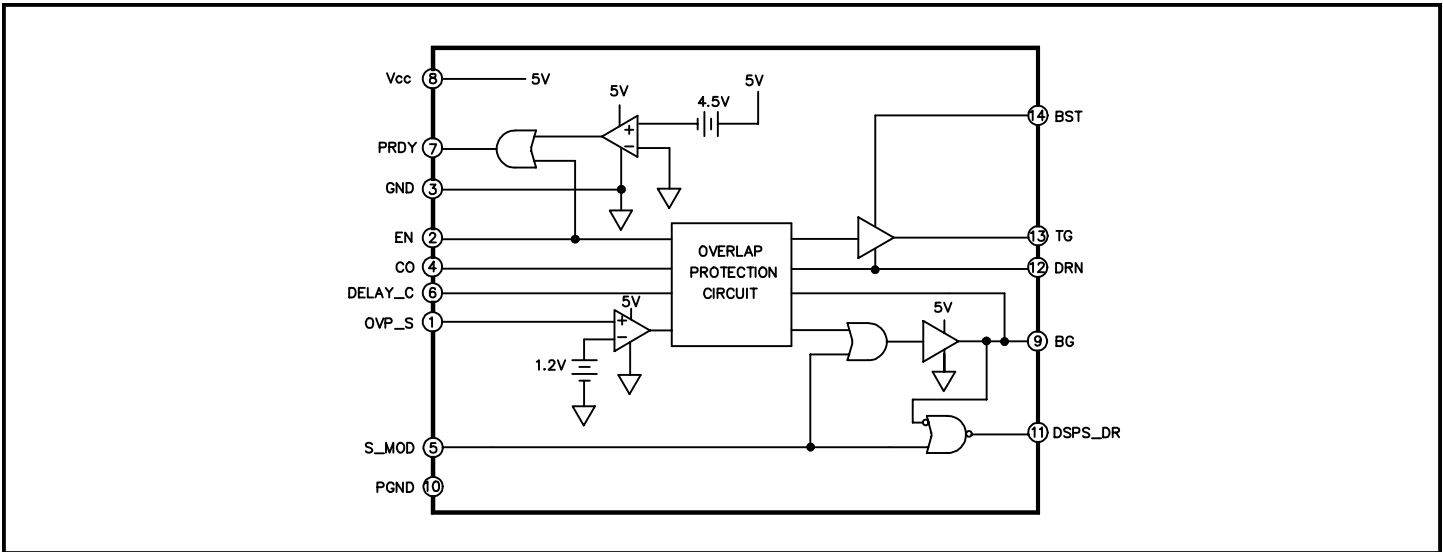 Vcc 8 5V
5V
4.5V
5V
+
−
PRDY 7
GND 3
EN 2
CO 4
DELAY_C 6
OVP_S 1
OVERLAP
PROTECTION
CIRCUIT
5V
+
−
1.2V
S_MOD 5
PGND 10
14 BST
13 TG
12 DRN
5V
9 BG
11 DSPS_DR